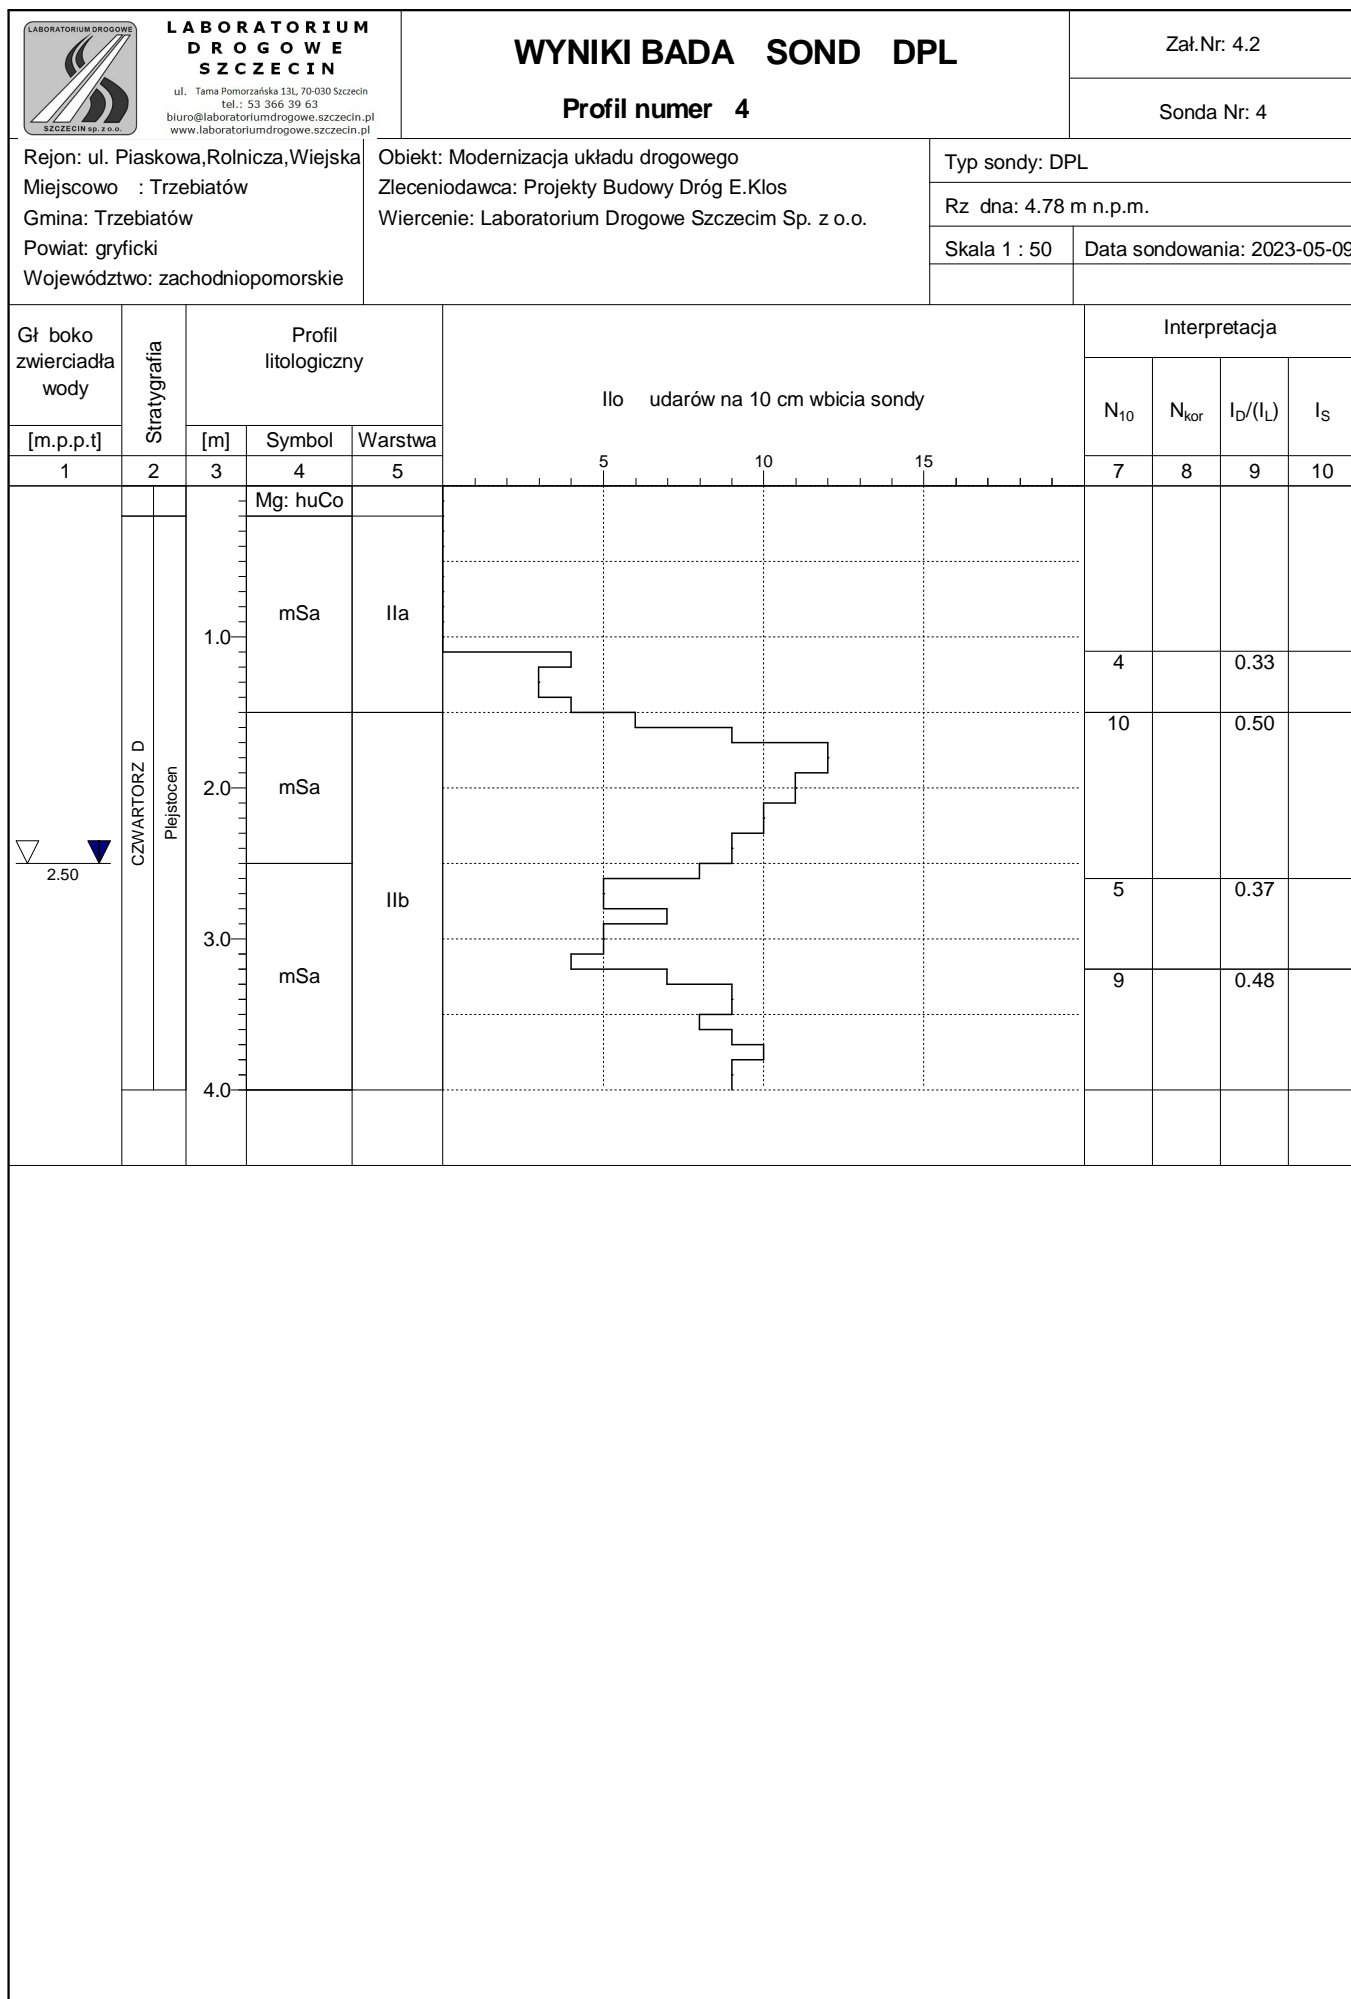 LABORATORIUM DROGOWE
SZCZECIN sp. z o.o.
LABORATORIUM
DROGOWE
SZCZECIN
ul. Tama Pomorzańska 13L, 70-030 Szczecin
tel.: 53 366 39 63
biuro@laboratoriumdrogowe.szczecin.pl
www.laboratoriumdrogowe.szczecin.pl
WYNIKI BADA SOND DPL
Profil numer 4
Zał.Nr: 4.2
Sonda Nr: 4
Rejon: ul. Piaskowa,Rolnicza,Wiejska
Miejscowo : Trzebiatów
Gmina: Trzebiatów
Powiat: gryficki
Województwo: zachodniopomorskie
Obiekt: Modernizacja układu drogowego
Zleceniodawca: Projekty Budowy Dróg E.Klos
Wiercenie: Laboratorium Drogowe Szczecim Sp. z o.o.
Typ sondy: DPL
Rz dna: 4.78 m n.p.m.
Skala 1 : 50 Data sondowania: 2023-05-09
Gł boko
zwierciadła
wody
[m.p.p.t]
Stratygrafia
Profil
litologiczny
[m] Symbol Warstwa
Ilo udarów na 10 cm wbicia sondy
5 10 15
Interpretacja
N10 Nkor ID/(IL) IS
1 2 3 4 5 7 8 9 10
Mg: huCo
mSa IIa
1.0
4 0.33
10 0.50
CZWARTORZ D
Plejstocen
2.0 mSa
2.50
IIb
5 0.37
3.0
mSa
9 0.48
4.0